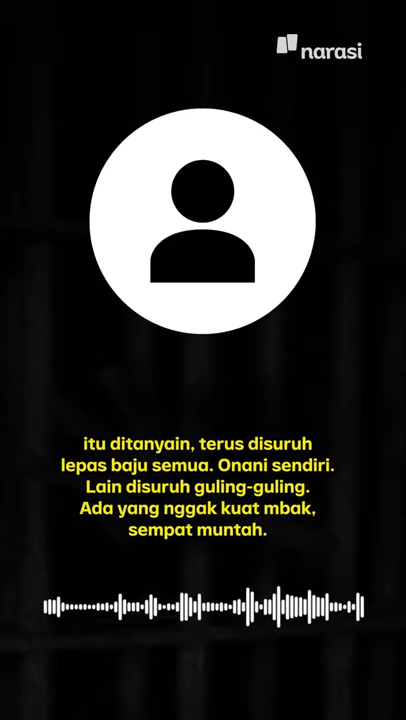 narasi
itu ditanyain, terus disuruh
lepas baju semua. Onani sendiri.
Lain disuruh guling-guling.
Ada yang nggak kuat mbak,
sempat muntah.